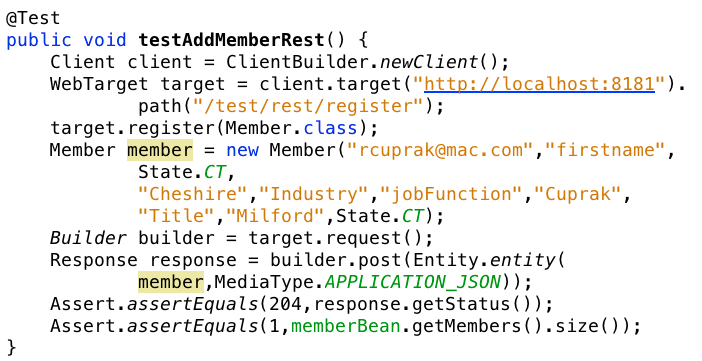 @Test
public void testAddMemberRest() {
    Client client = ClientBuilder.newClient();
    WebTarget target = client.target("http://localhost:8181").
            path("/test/rest/register");
    target.register(Member.class);
    Member member = new Member("rcuprak@mac.com","firstname",
            State.CT,
            "Cheshire","Industry","jobFunction","Cuprak",
            "Title","Milford",State.CT);
    Builder builder = target.request();
    Response response = builder.post(Entity.entity(
            member,MediaType.APPLICATION_JSON));
    Assert.assertEquals(204,response.getStatus());
    Assert.assertEquals(1,memberBean.getMembers().size());
}